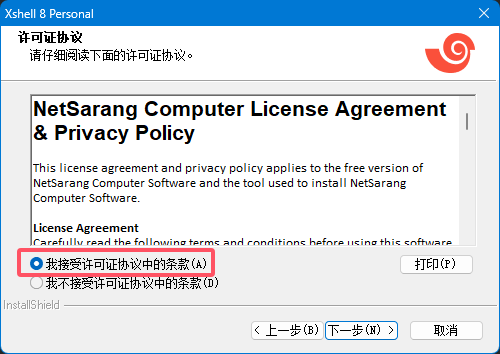 Xshell 8 Personal
许可证协议
请仔细阅读下面的许可证协议。
NetSarang Computer License Agreement
& Privacy Policy
This license agreement and privacy policy applies to the free version of
NetSarang Computer Software and the tool used to install NetSarang
Computer Software.
License Agreement
Carefully read the following terms and conditions before using this software
我接受许可证协议中的条款(A)
打印(P)
我不接受许可证协议中的条款(D)
InstallShield
< 上一步(B)
下一步(N) >
取消